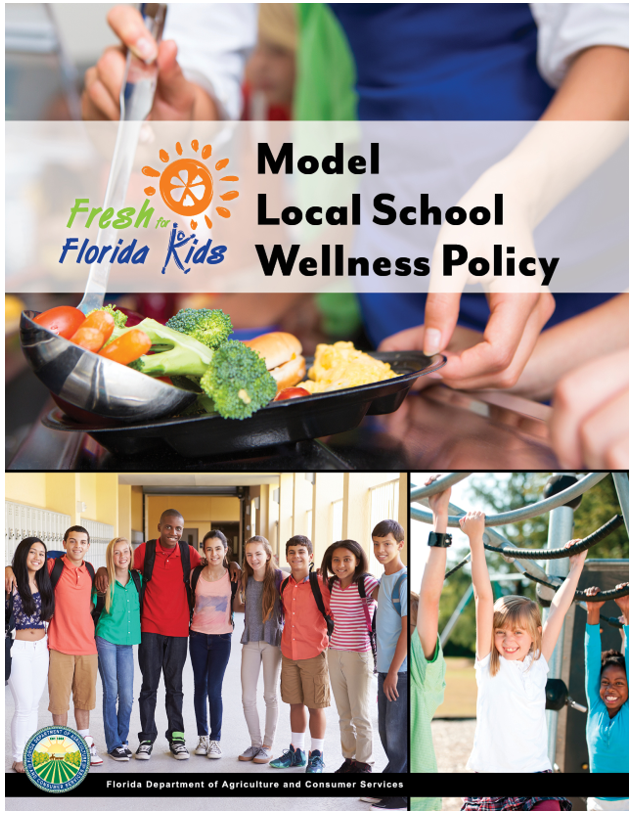 Model
Local School
Wellness Policy
Fresh for
Florida Kids
Florida Department of Agriculture and Consumer Services